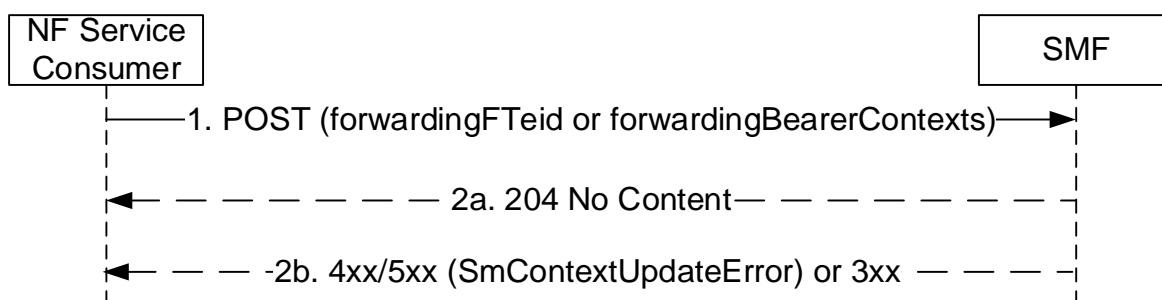 NF Service
Consumer
SMF
1. POST (forwardingFTeid or forwardingBearerContexts)
2a. 204 No Content
2b. 4xx/5xx (SmContextUpdateError) or 3xx